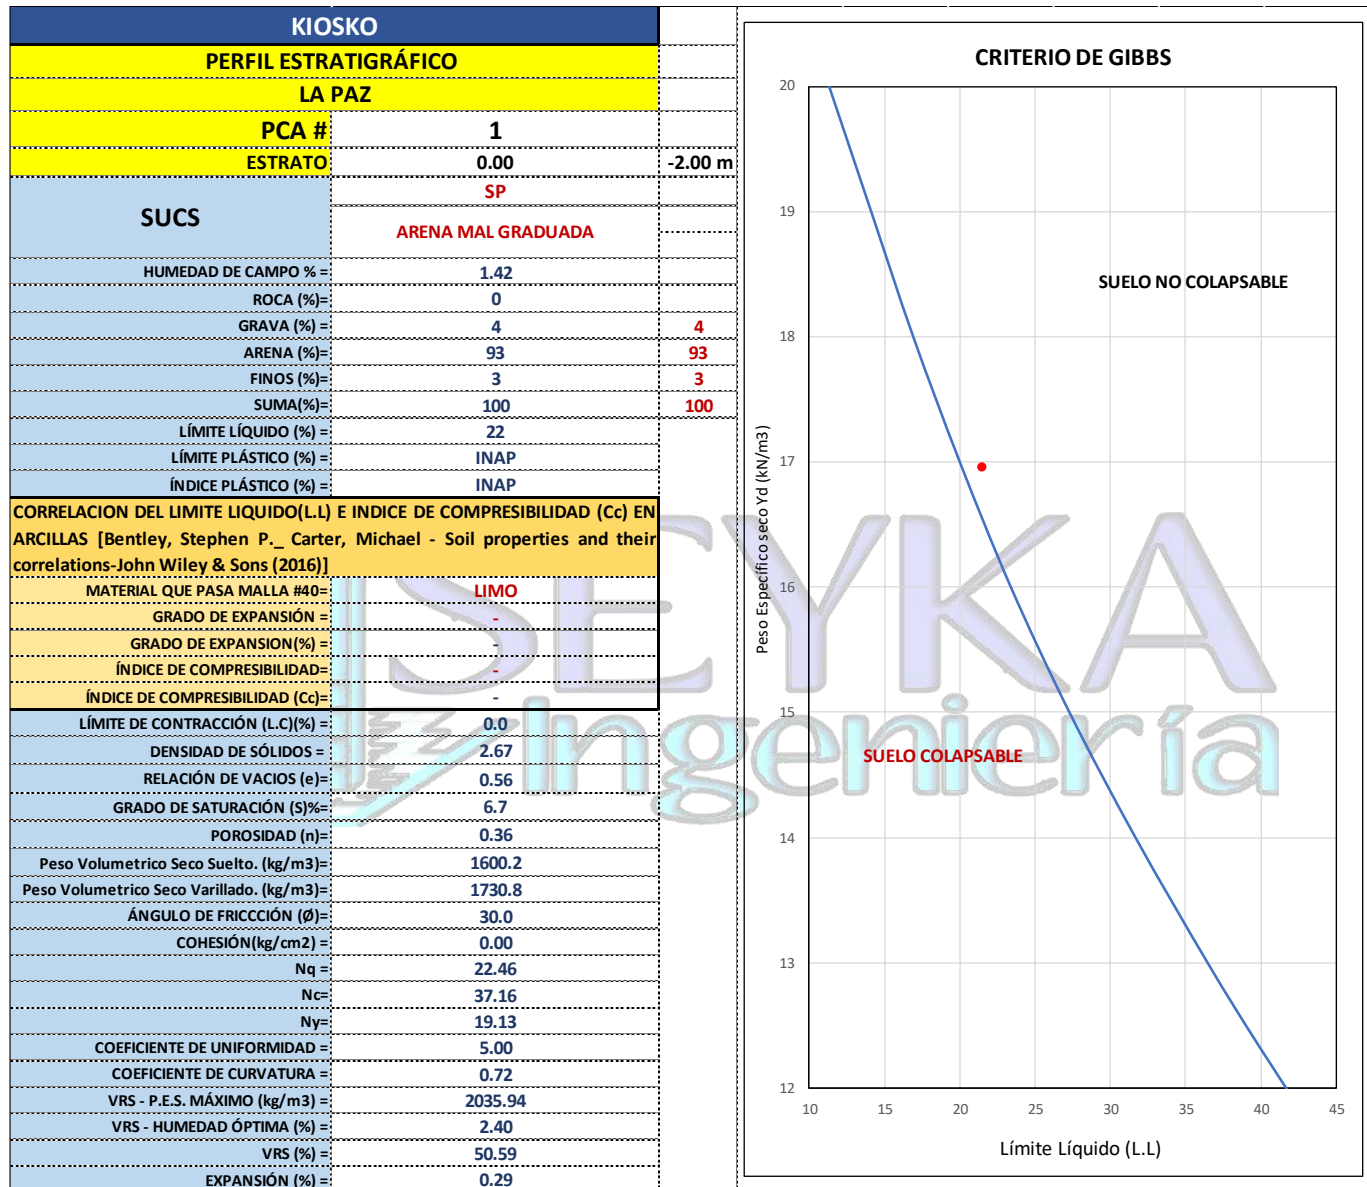 KIOSKO
PERFIL ESTRATIGRÁFICO
LA PAZ
PCA # 1
ESTRATO 0.00 -2.00 m
SUCS
SP
ARENA MAL GRADUADA
HUMEDAD DE CAMPO % = 1.42
ROCA (%)= 0
GRAVA (%) = 4 4
ARENA (%)= 93 93
FINOS (%)= 3 3
SUMA(%)= 100 100
LÍMITE LÍQUIDO (%) = 22
LÍMITE PLÁSTICO (%) = INAP
ÍNDICE PLÁSTICO (%) = INAP
CORRELACION DEL LIMITE LIQUIDO(L.L) E INDICE DE COMPRESIBILIDAD (Cc) EN
ARCILLAS [Bentley, Stephen P._ Carter, Michael - Soil properties and their
correlations-John Wiley & Sons (2016)]
MATERIAL QUE PASA MALLA #40= LIMO
GRADO DE EXPANSIÓN = -
GRADO DE EXPANSION(%) = -
ÍNDICE DE COMPRESIBILIDAD= -
ÍNDICE DE COMPRESIBILIDAD (Cc)= -
LÍMITE DE CONTRACCIÓN (L.C)(%) = 0.0
DENSIDAD DE SÓLIDOS = 2.67
RELACIÓN DE VACIOS (e)= 0.56
GRADO DE SATURACIÓN (S)%= 6.7
POROSIDAD (n)= 0.36
Peso Volumetrico Seco Suelto. (kg/m3)= 1600.2
Peso Volumetrico Seco Varillado. (kg/m3)= 1730.8
ÁNGULO DE FRICCCIÓN (Ø)= 30.0
COHESIÓN(kg/cm2) = 0.00
Nq = 22.46
Nc= 37.16
Ny= 19.13
COEFICIENTE DE UNIFORMIDAD = 5.00
COEFICIENTE DE CURVATURA = 0.72
VRS - P.E.S. MÁXIMO (kg/m3) = 2035.94
VRS - HUMEDAD ÓPTIMA (%) = 2.40
VRS (%) = 50.59
EXPANSIÓN (%) = 0.29
CRITERIO DE GIBBS
20
19
18
17
16
15
14
13
12
Peso Específico seco Yd (kN/m3)
SUELO NO COLAPSABLE
SUELO COLAPSABLE
10 15 20 25 30 35 40 45
Límite Líquido (L.L)
SEYKA
Ingeniería